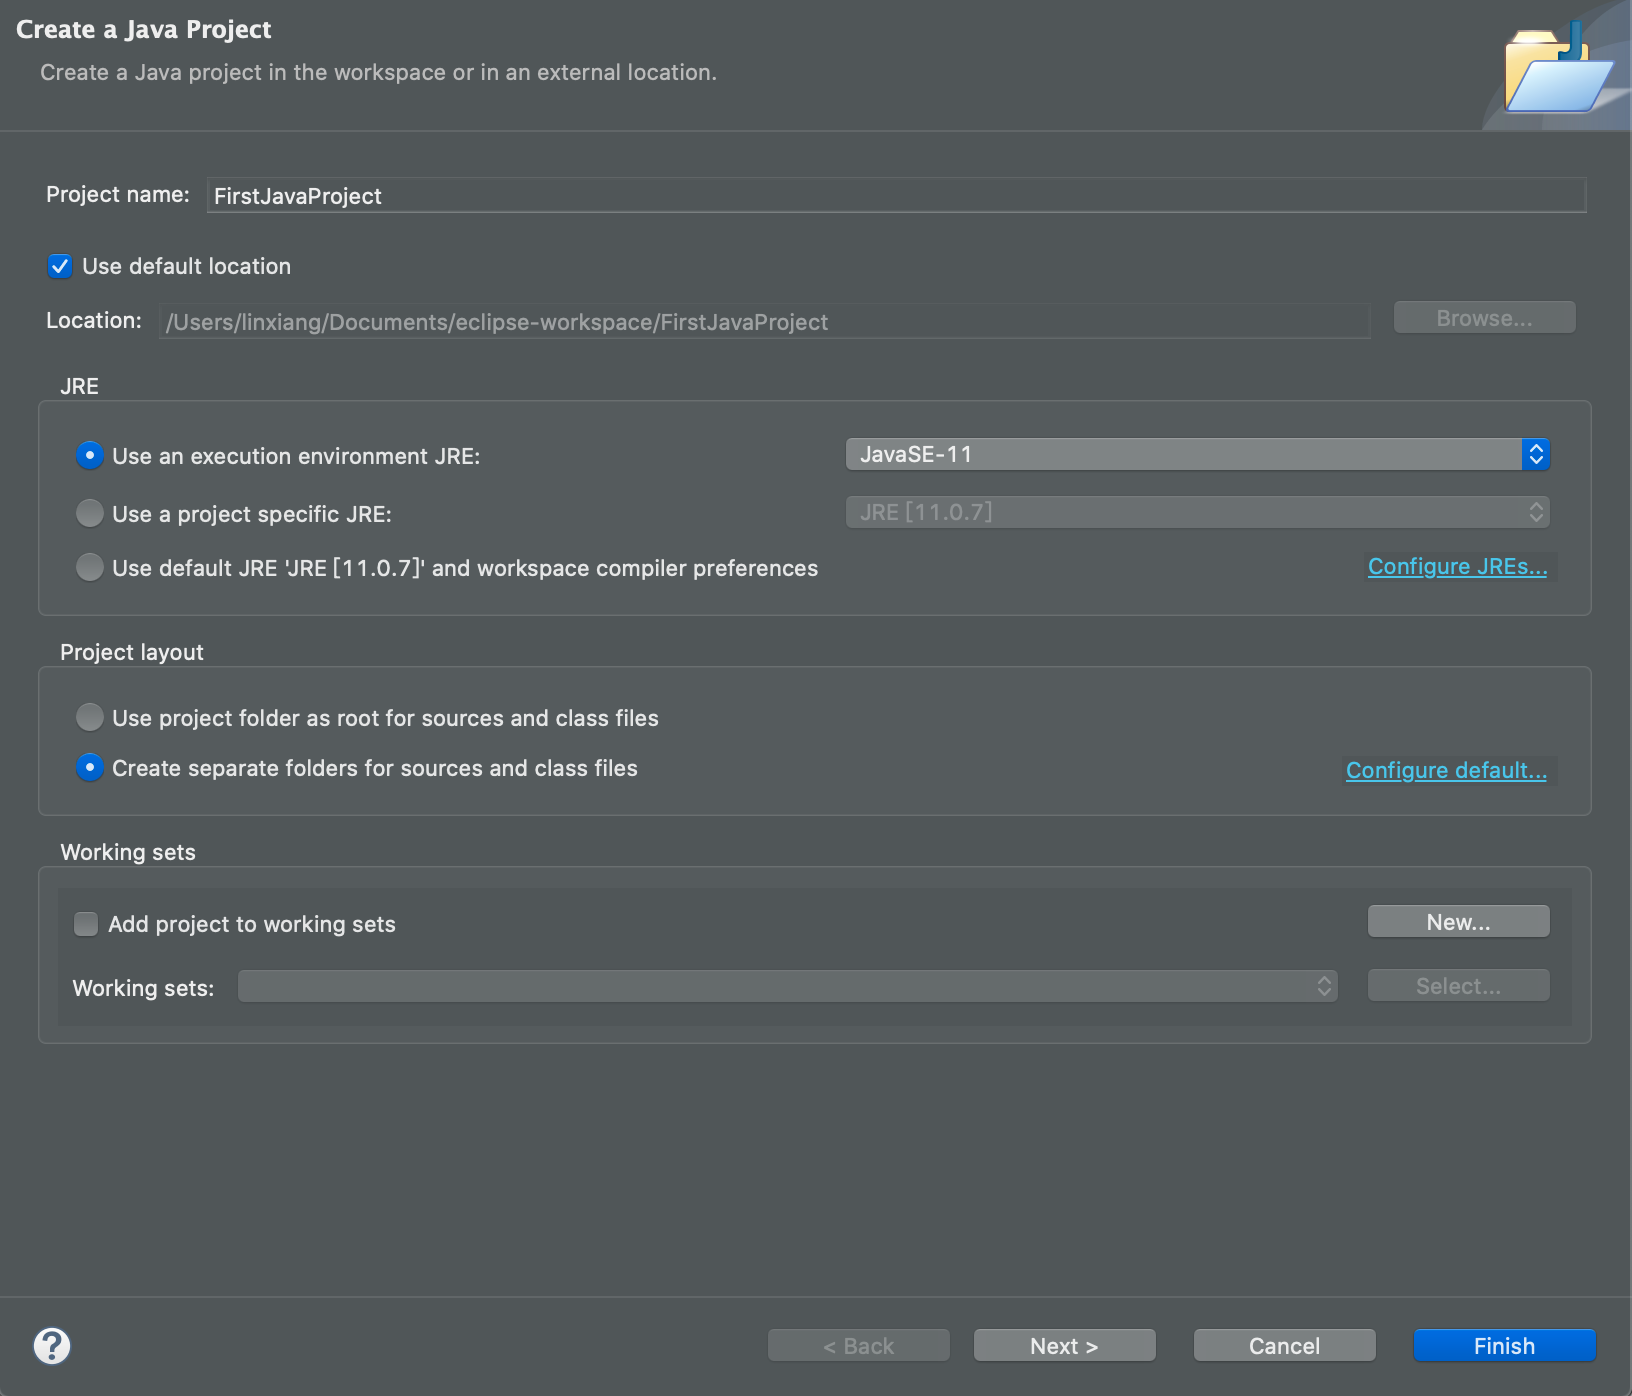 Create a Java Project
Create a Java project in the workspace or in an external location.
Project name: FirstJavaProject
Use default location
Location: /Users/linxiang/Documents/eclipse-workspace/FirstJavaProject Browse...
JRE
Use an execution environment JRE: JavaSE-11
Use a project specific JRE: JRE [11.0.7]
Use default JRE 'JRE [11.0.7]' and workspace compiler preferences Configure JREs...
Project layout
Use project folder as root for sources and class files
Create separate folders for sources and class files Configure default...
Working sets
Add project to working sets New...
Working sets: Select...
? < Back Next > Cancel Finish